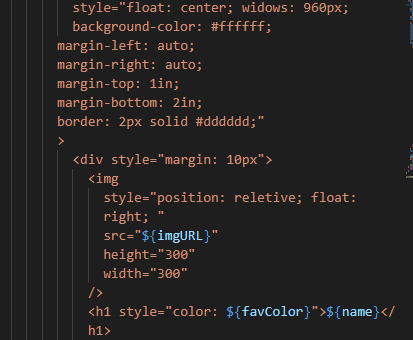 style="float: center; widows: 960px;
background-color: #ffffff;
margin-left: auto;
margin-right: auto;
margin-top: 1in;
margin-bottom: 2in;
border: 2px solid #dddddd;"
>
<div style="margin: 10px">
<img
style="position: reletive; float:
right; "
src="${imgURL}"
height="300"
width="300"
/>
<h1 style="color: ${favColor}">${name}</
h1>